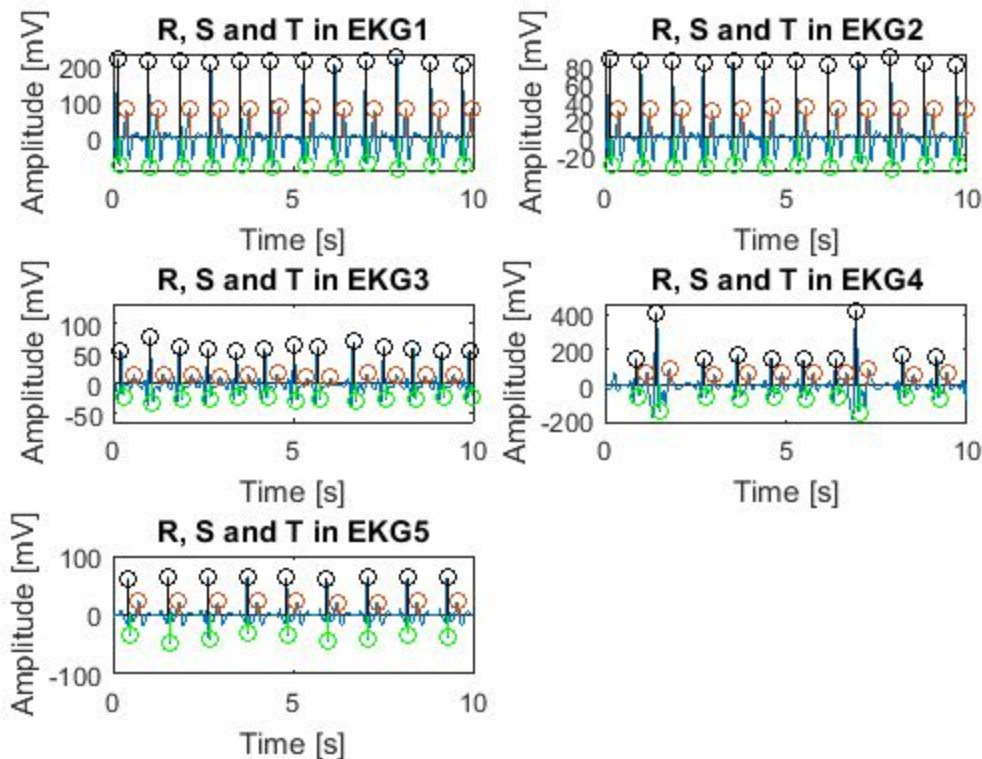 R, S and T in EKG1
Amplitude [mV]
200
100
0
0
5
10
Time [s]
R, S and T in EKG2
Amplitude [mV]
80
60
40
20
0
-20
0
5
10
Time [s]
R, S and T in EKG3
Amplitude [mV]
100
50
0
-50
0
5
10
Time [s]
R, S and T in EKG4
Amplitude [mV]
400
200
0
-200
0
5
10
Time [s]
R, S and T in EKG5
Amplitude [mV]
100
0
-100
0
5
10
Time [s]